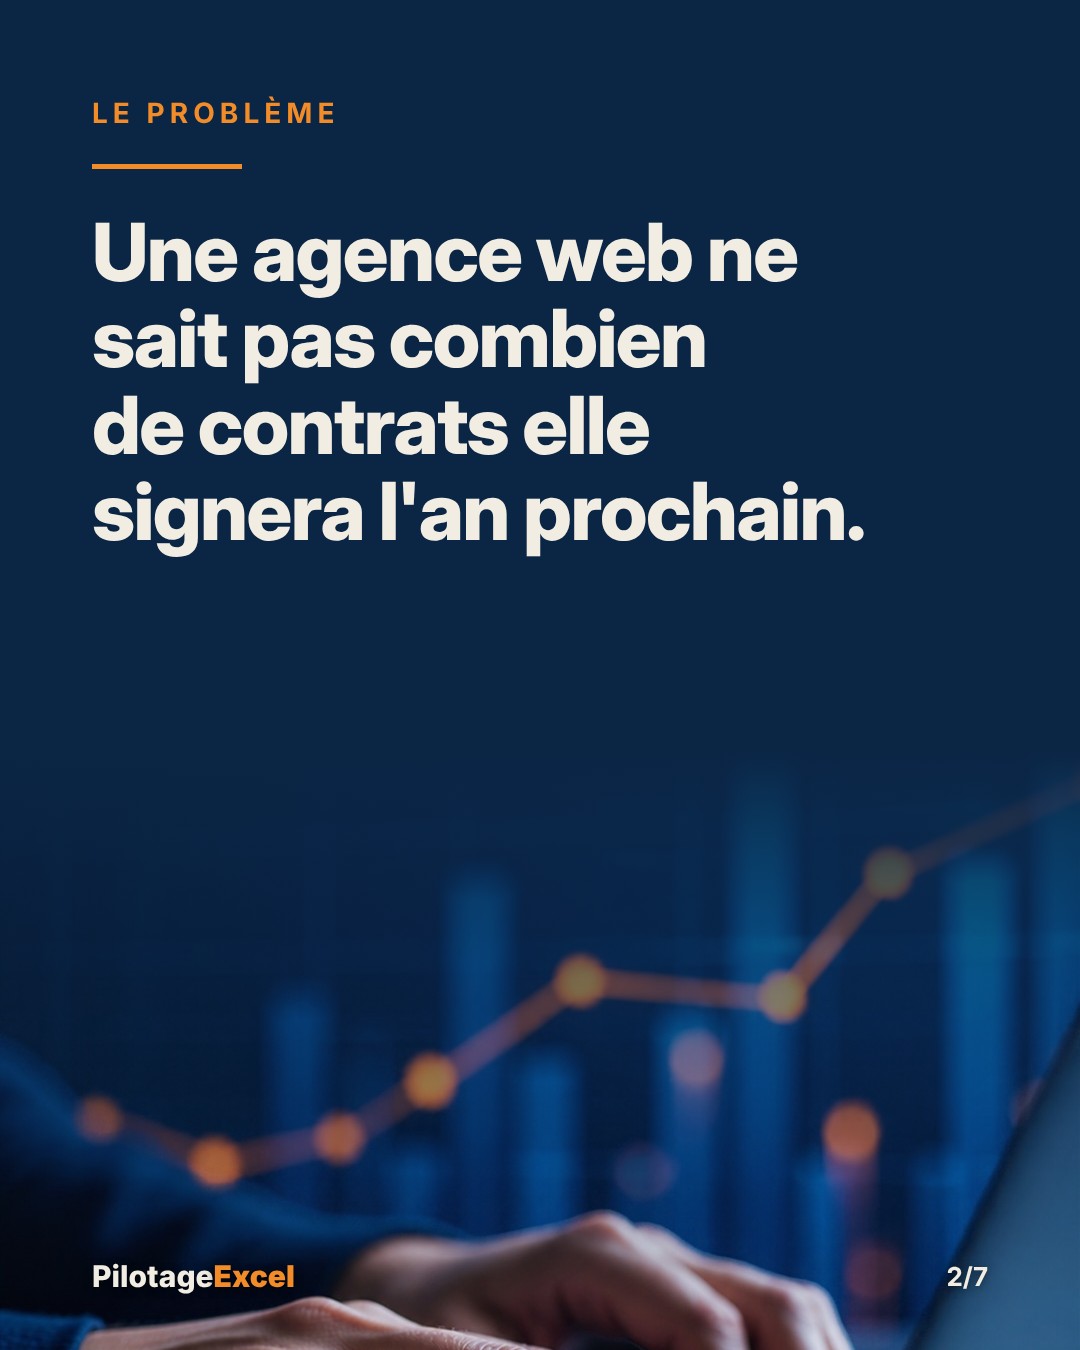 LE PROBLÈME
Une agence web ne
sait pas combien
de contrats elle
signera l'an prochain.
PilotageExcel
2/7